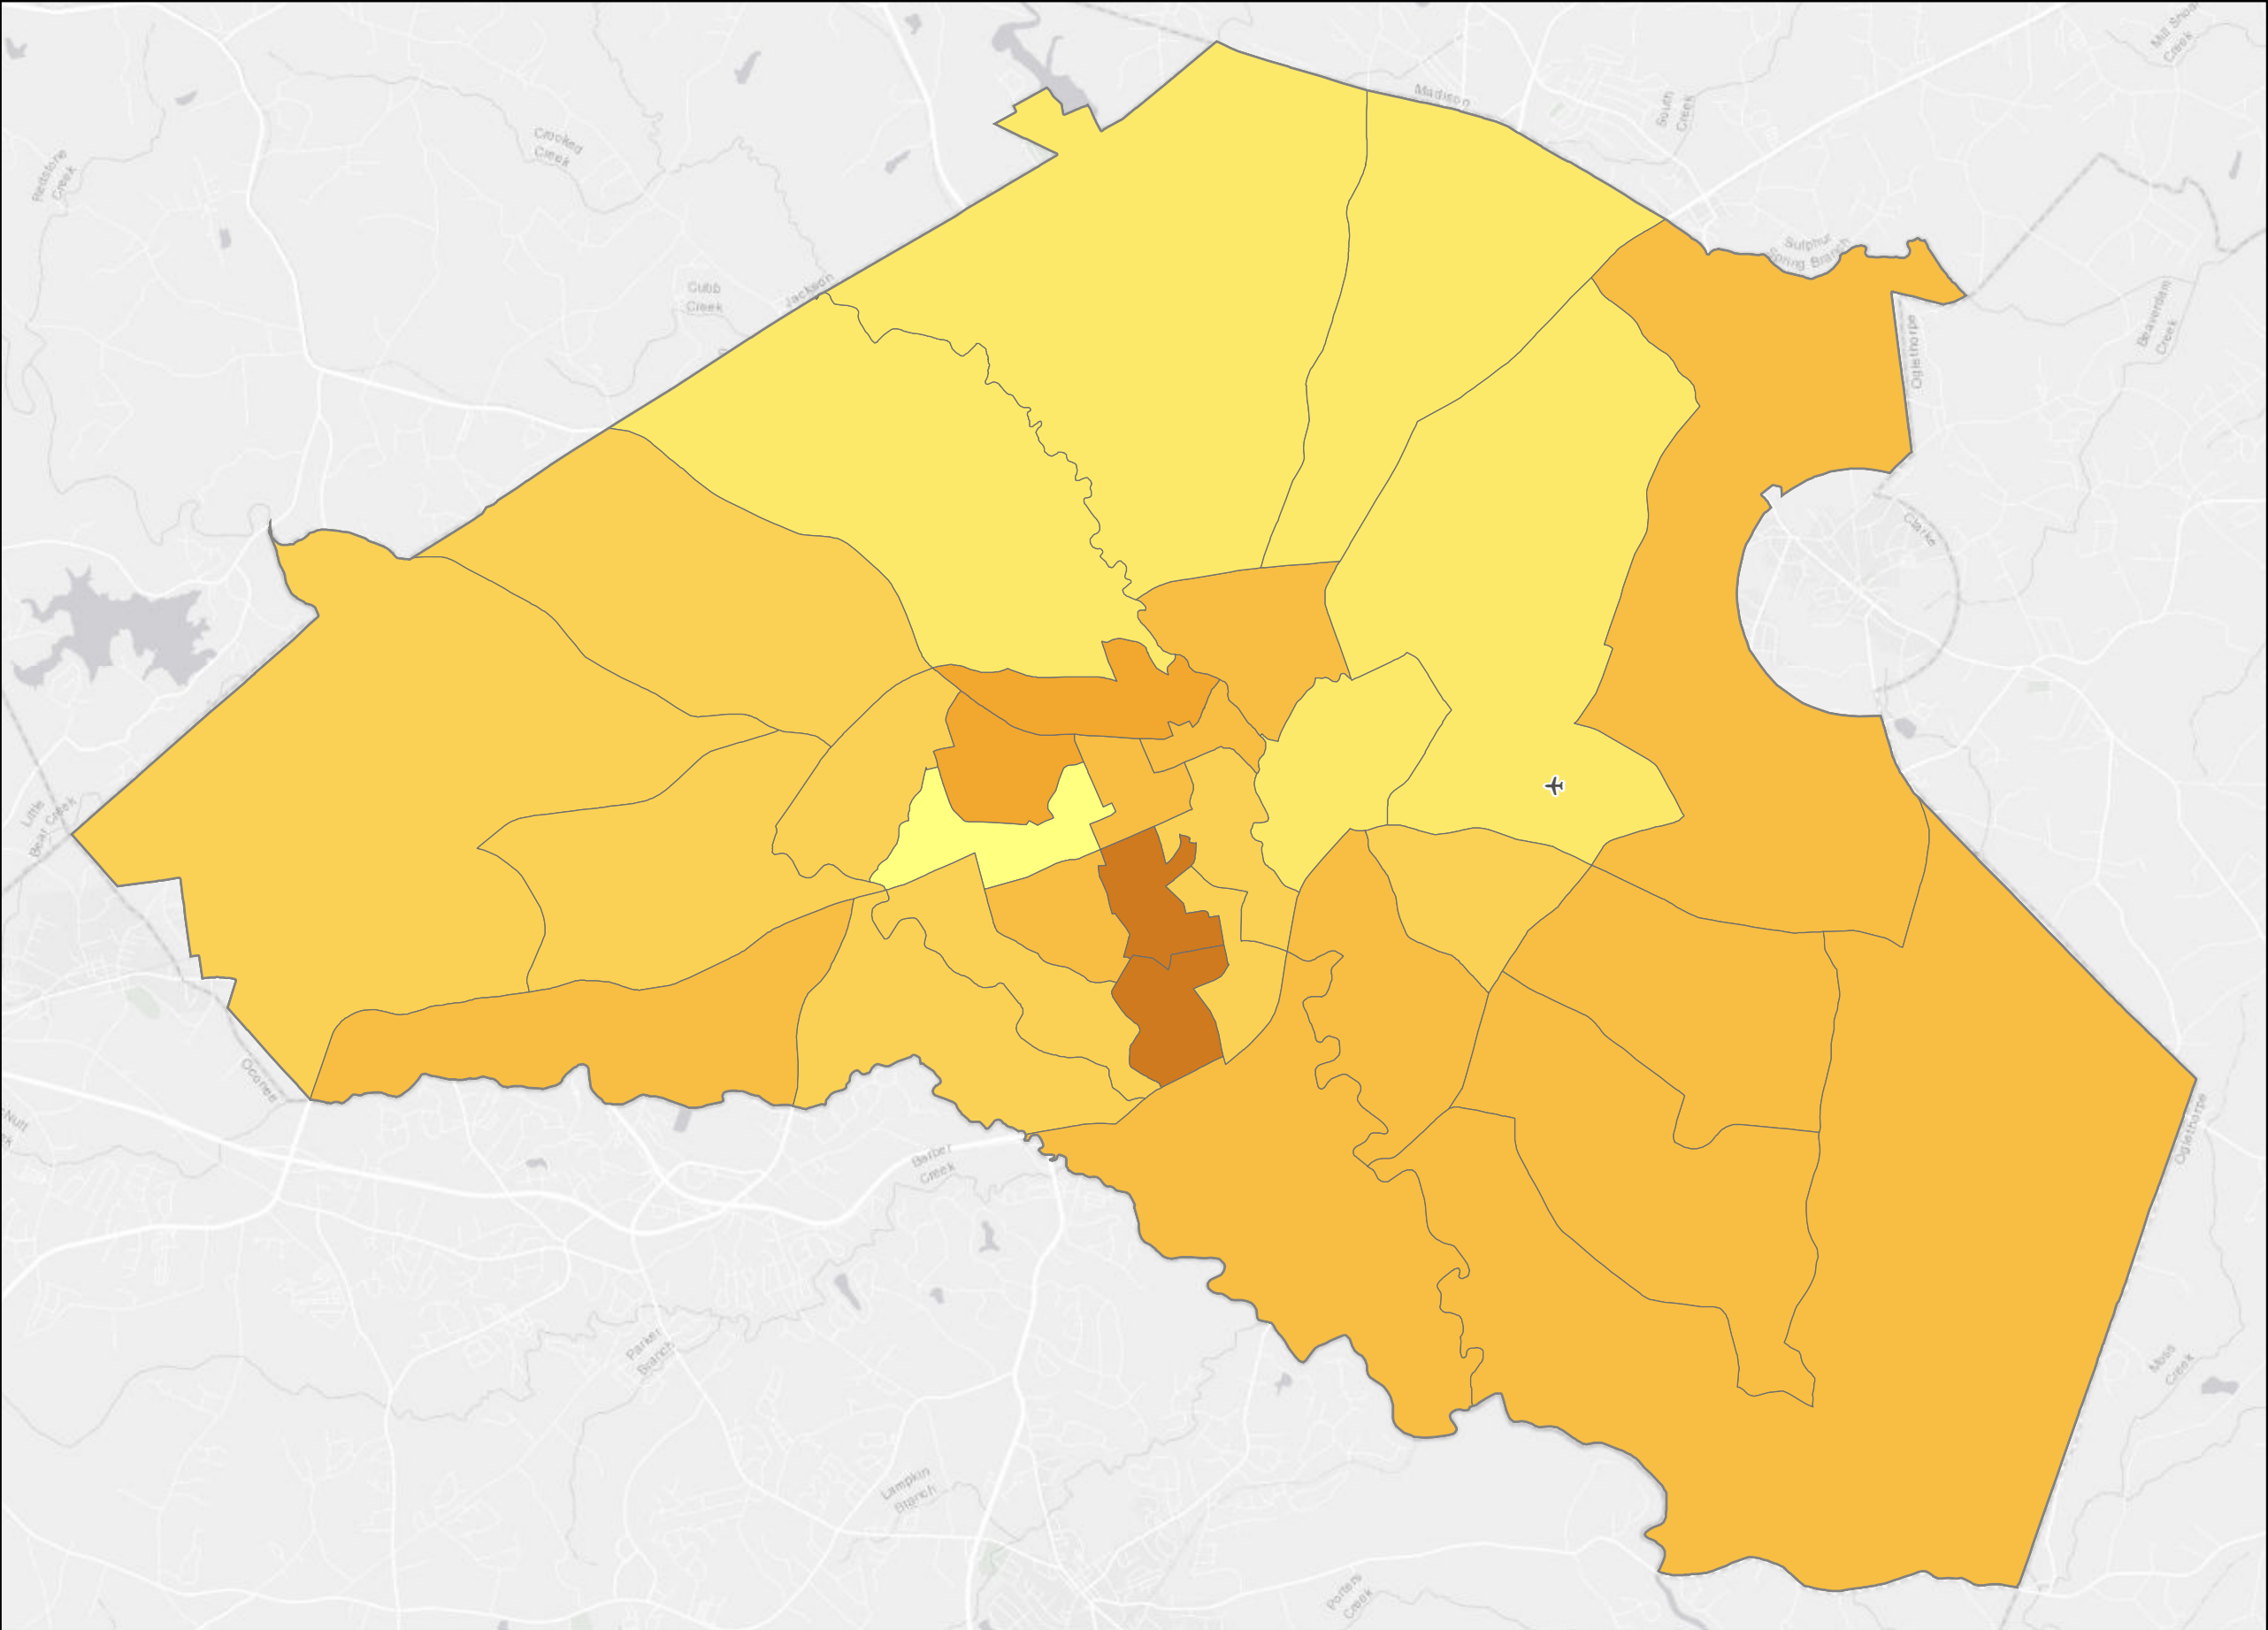 Mill Shoal
Creek
Madison
South
Creek
Crooked
Creek
Redstone
Creek
Sulphur
Spring Branch
Cubb
Creek
Jackson
Beaverdam
Creek
Oglethorpe
Clarke
Little
Bear Creek
Oconee
Barber
Creek
Oglethorpe
Parker
Branch
Moss
Creek
Lampkin
Branch
Porters
Creek